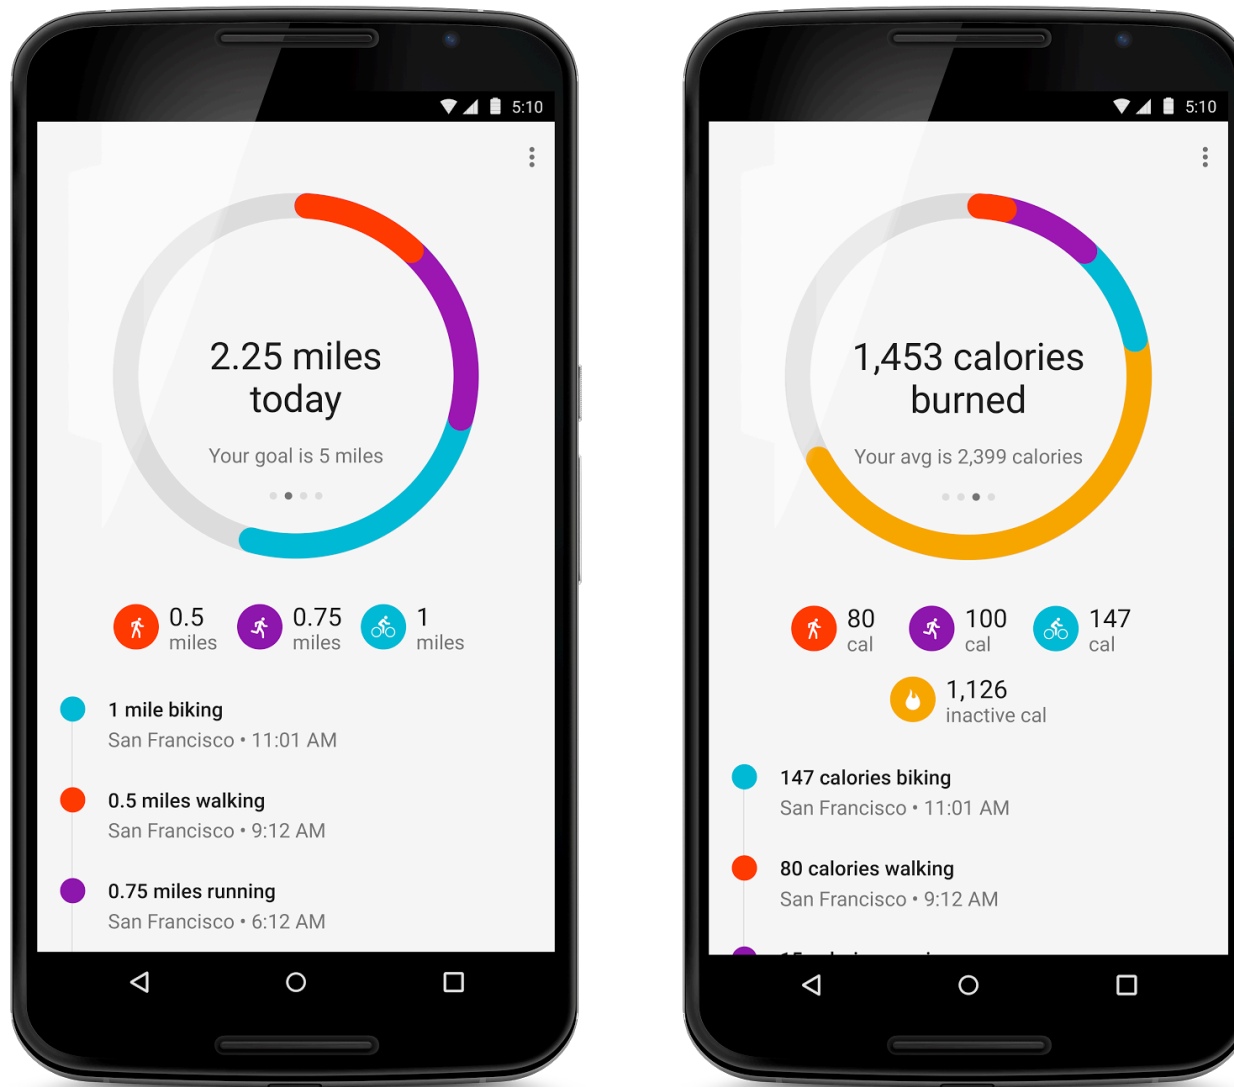 5:10
2.25 miles
today
Your goal is 5 miles
0.5
miles
0.75
miles
1
miles
1 mile biking
San Francisco • 11:01 AM
0.5 miles walking
San Francisco • 9:12 AM
0.75 miles running
San Francisco • 6:12 AM
5:10
1,453 calories
burned
Your avg is 2,399 calories
80
cal
100
cal
147
cal
1,126
inactive cal
147 calories biking
San Francisco • 11:01 AM
80 calories walking
San Francisco • 9:12 AM